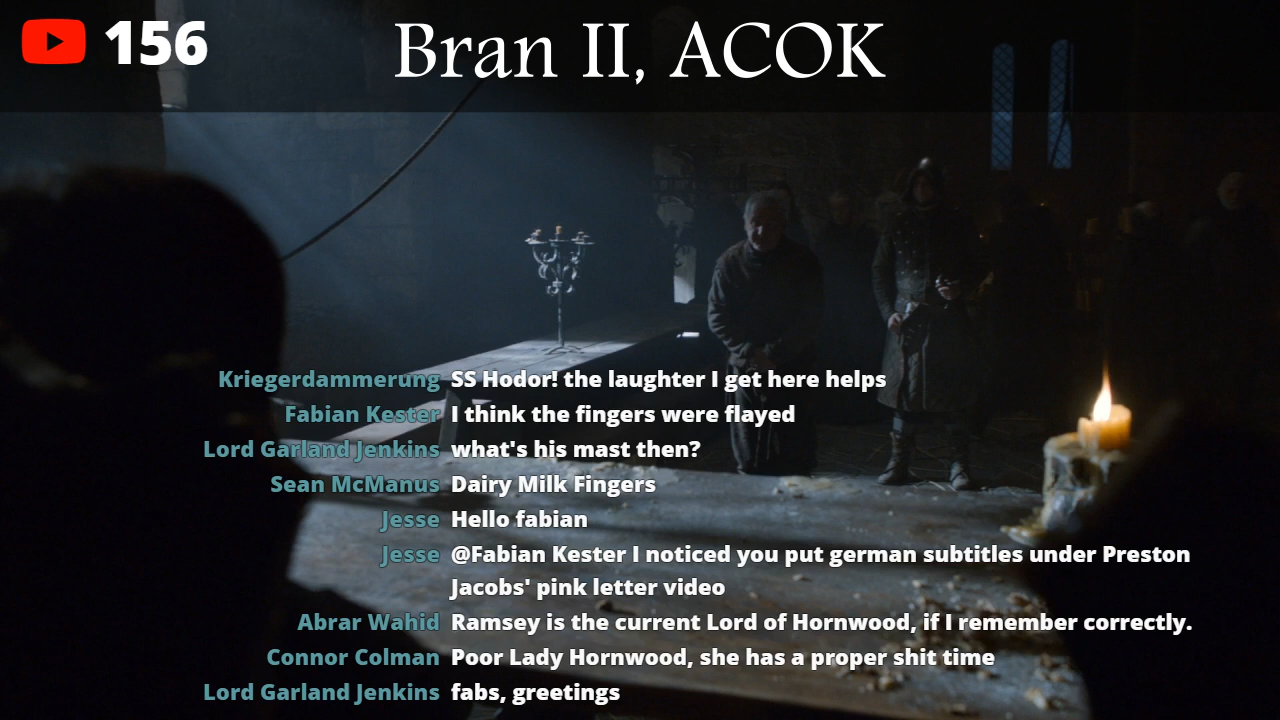 156
Bran II, ACOK
Kriegerdammerung SS Hodor! the laughter I get here helps
Fabian Kester I think the fingers were flayed
Lord Garland Jenkins what's his mast then?
Sean McManus Dairy Milk Fingers
Jesse Hello fabian
Jesse @Fabian Kester I noticed you put german subtitles under Preston
Jacobs' pink letter video
Abrar Wahid Ramsey is the current Lord of Hornwood, if I remember correctly.
Connor Colman Poor Lady Hornwood, she has a proper shit time
Lord Garland Jenkins fabs, greetings